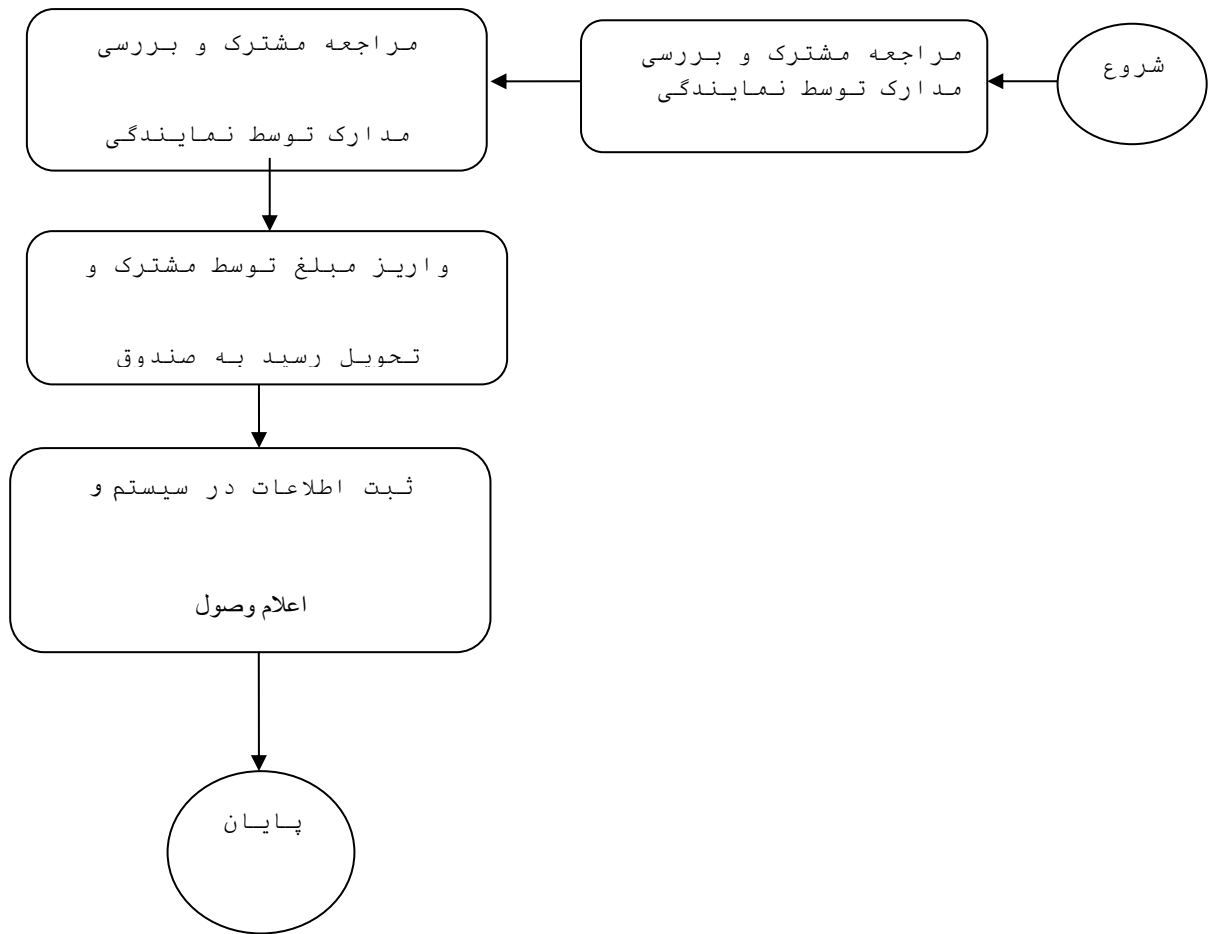 شروع
مراجعه مشترک و بررسی
مدارک توسط نمایندگی
مراجعه مشترک و بررسی
مدارک توسط نمایندگی
واریز مبلغ توسط مشترک و
تحویل رسید به صندوق
ثبت اطلاعات در سیستم و
اعلام وصول
پایان